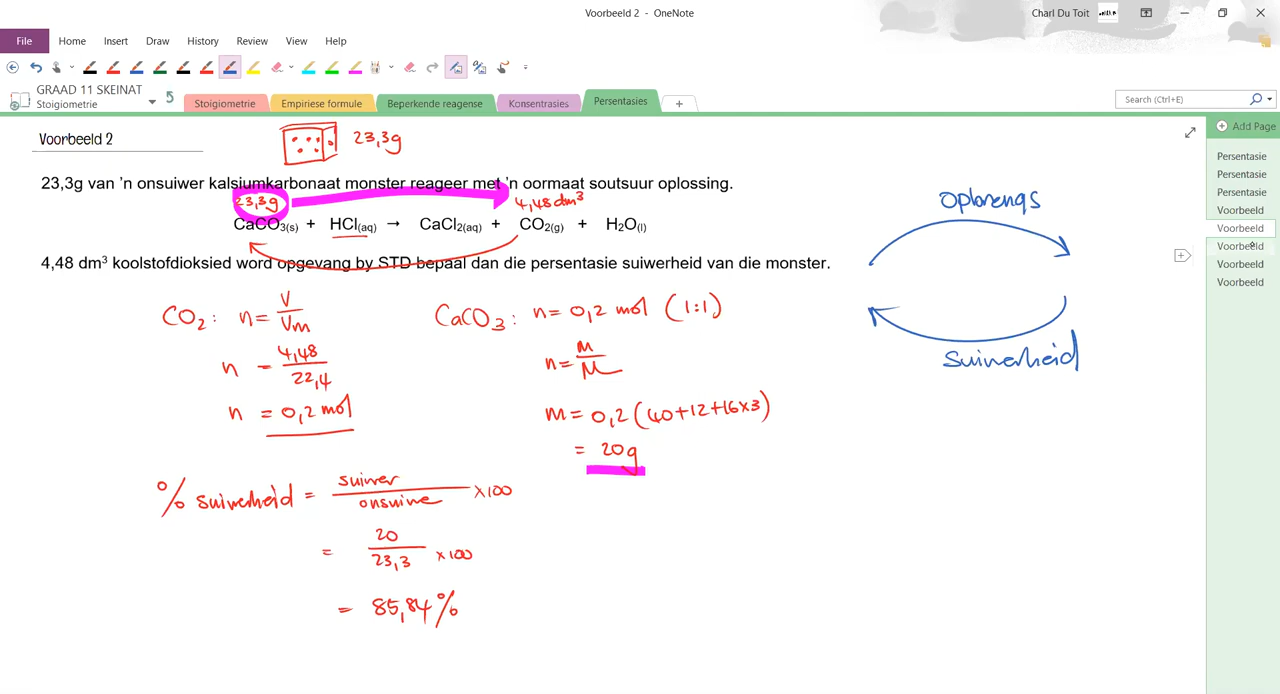 Voorbeeld 2 - OneNote
Charl Du Toit
File Home Insert Draw History Review View Help
GRAAD 11 SKEINAT
Stoigiometrie
Stoigiometrie Empiriese formule Beperkende reagense Konsentrasies Persentasies +
Search (Ctrl+E)
Add Page
Persentasie
Persentasie
Persentasie
Voorbeeld
Voorbeeld
Voorbeeld
Voorbeeld
Voorbeeld
Voorbeeld 2
23,3g
23,3g van 'n onsuiwer kalsiumkarbonaat monster reageer met 'n oormaat soutsuur oplossing.
23,3g
4,48 dm³
CaCO₃(s) + HCl(aq) → CaCl₂(aq) + CO₂(g) + H₂O(l)
4,48 dm³ koolstofdioksied word opgevang by STD bepaal dan die persentasie suiwerheid van die monster.
CO₂: n = V/Vm
n = 4,48/22,4
n = 0,2 mol
CaCO₃: n = 0,2 mol (1:1)
n = m/M
m = 0,2 (40+12+16×3)
= 20g
% suiwerheid = suiwer/onsuiwer ×100
= 20/23,3 ×100
= 85,84%
opbrengs
suiwerheid